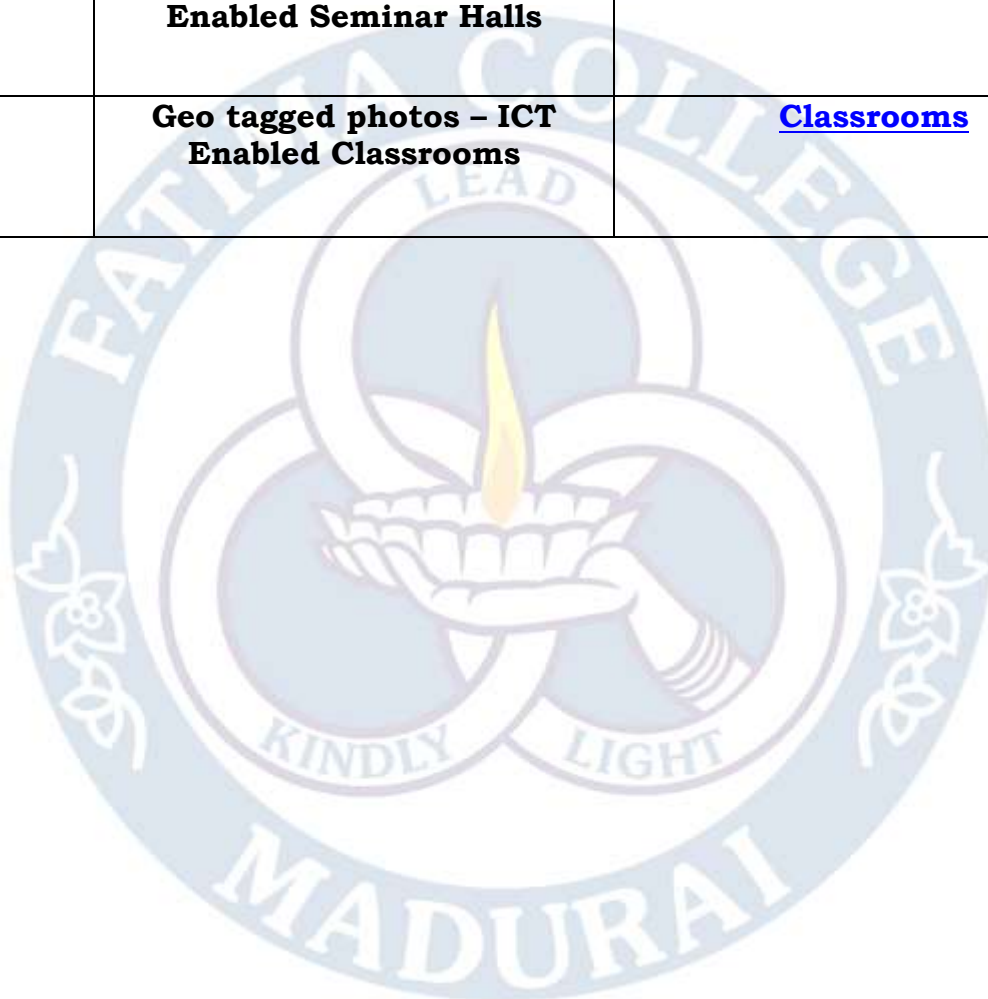 Enabled Seminar Halls
Geo tagged photos – ICT
Enabled Classrooms
Classrooms
FATIMA COLLEGE
LEAD
KINDLY
LIGHT
MADURAI